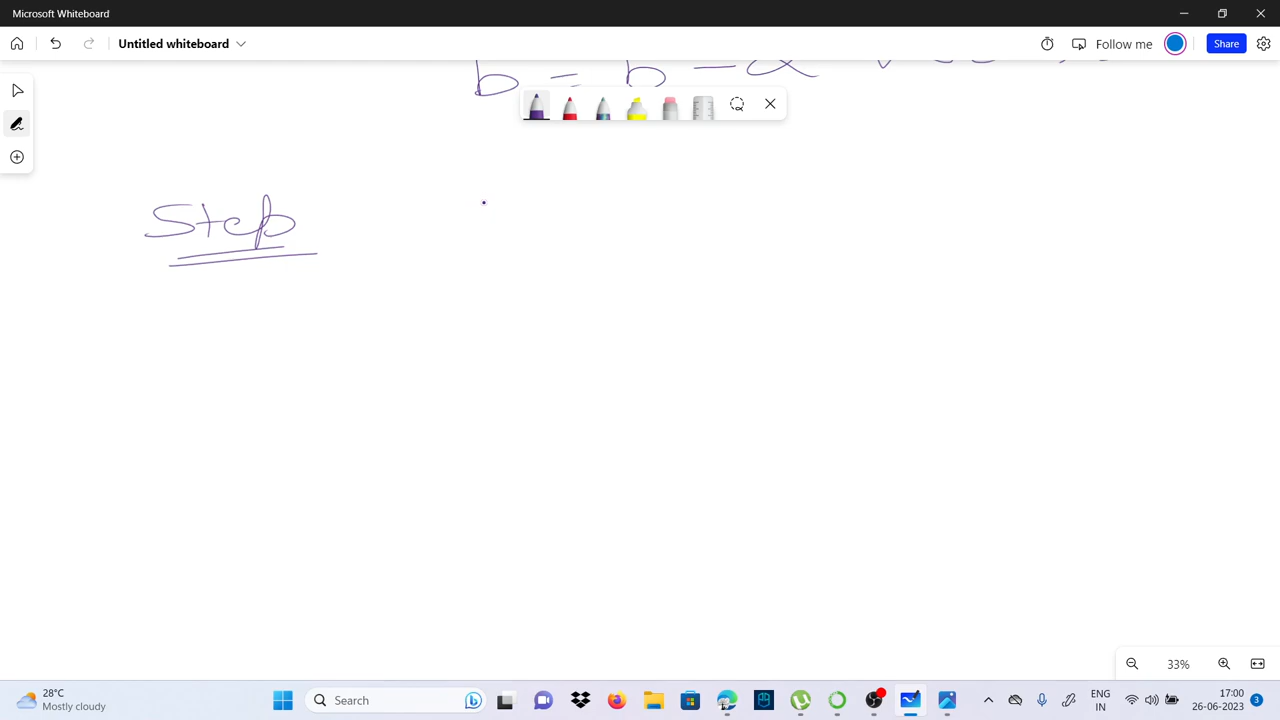 Microsoft Whiteboard
Untitled whiteboard
Follow me
Share
b = b - α
Step
33%
28°C
Mostly cloudy
Search
ENG
IN
17:00
26-06-2023
3